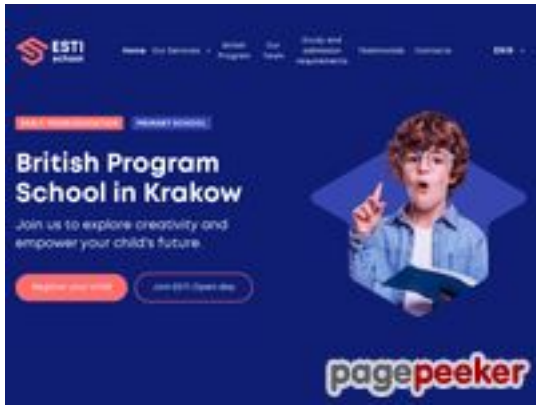 ESTI
school
Home Our Services British Program Our Team Study and admission requirements Testimonials Contacts ENG
EARLY YEARS EDUCATION PRIMARY SCHOOL
British Program
School in Krakow
Join us to explore creativity and
empower your child's future
Register your child Join ESTI Open day
pagepeeker